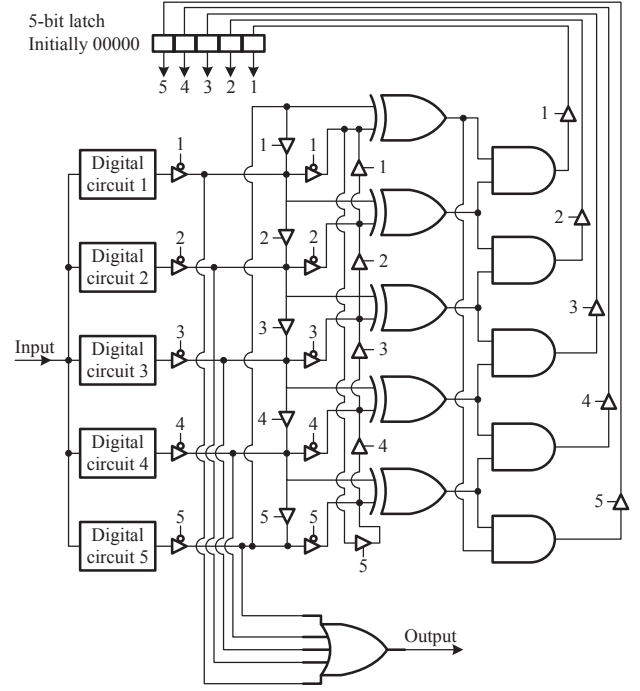 5-bit latch
Initially 00000
5 4 3 2 1
1
1 1 1
Digital
circuit 1
2
2 2 2
Digital
circuit 2
2
3
3 3 3
Input
Digital
circuit 3
3
4
4 4 4
Digital
circuit 4
4
5
5 5 5
Digital
circuit 5
5
Output